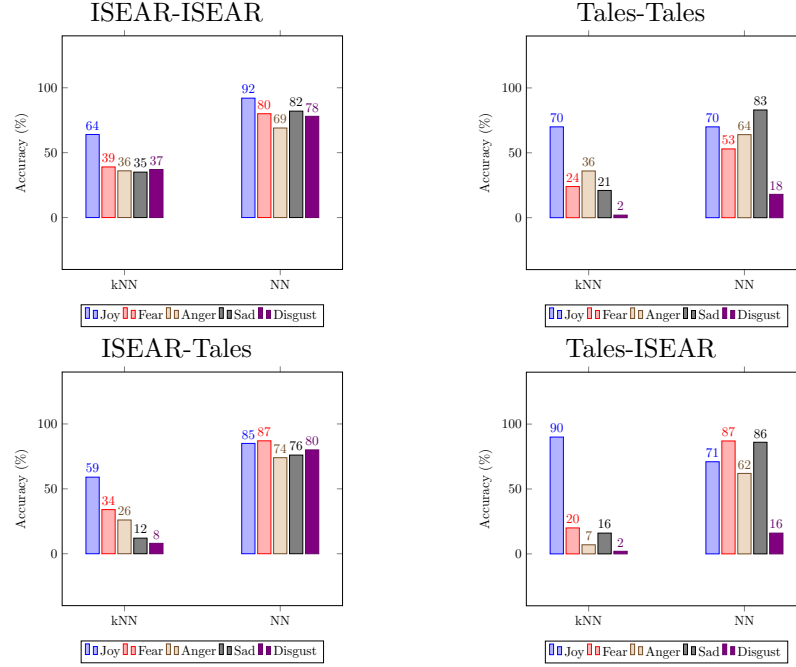 ISEAR-ISEAR
Accuracy (%)
100
50
0
64
39
36
35
37
92
80
69
82
78
kNN
NN
Joy Fear Anger Sad Disgust
Tales-Tales
Accuracy (%)
100
50
0
70
24
36
21
2
70
53
64
83
18
kNN
NN
Joy Fear Anger Sad Disgust
ISEAR-Tales
Accuracy (%)
100
50
0
59
34
26
12
8
85
87
74
76
80
kNN
NN
Joy Fear Anger Sad Disgust
Tales-ISEAR
Accuracy (%)
100
50
0
90
20
7
16
2
71
87
62
86
16
kNN
NN
Joy Fear Anger Sad Disgust